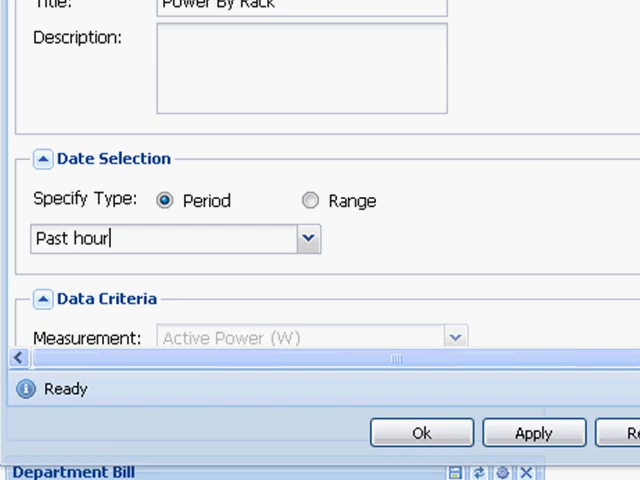 Title: Power By Rack
Description:
Date Selection
Specify Type: Period Range
Past hour
Data Criteria
Measurement: Active Power (W)
Ready
Ok Apply
Department Bill